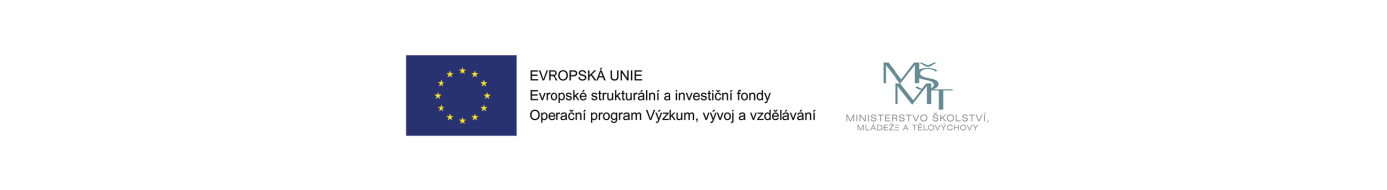 EVROPSKÁ UNIE
Evropské strukturální a investiční fondy
Operační program Výzkum, vývoj a vzdělávání
MŠMT
MINISTERSTVO ŠKOLSTVÍ,
MLÁDEŽE A TĚLOVÝCHOVY